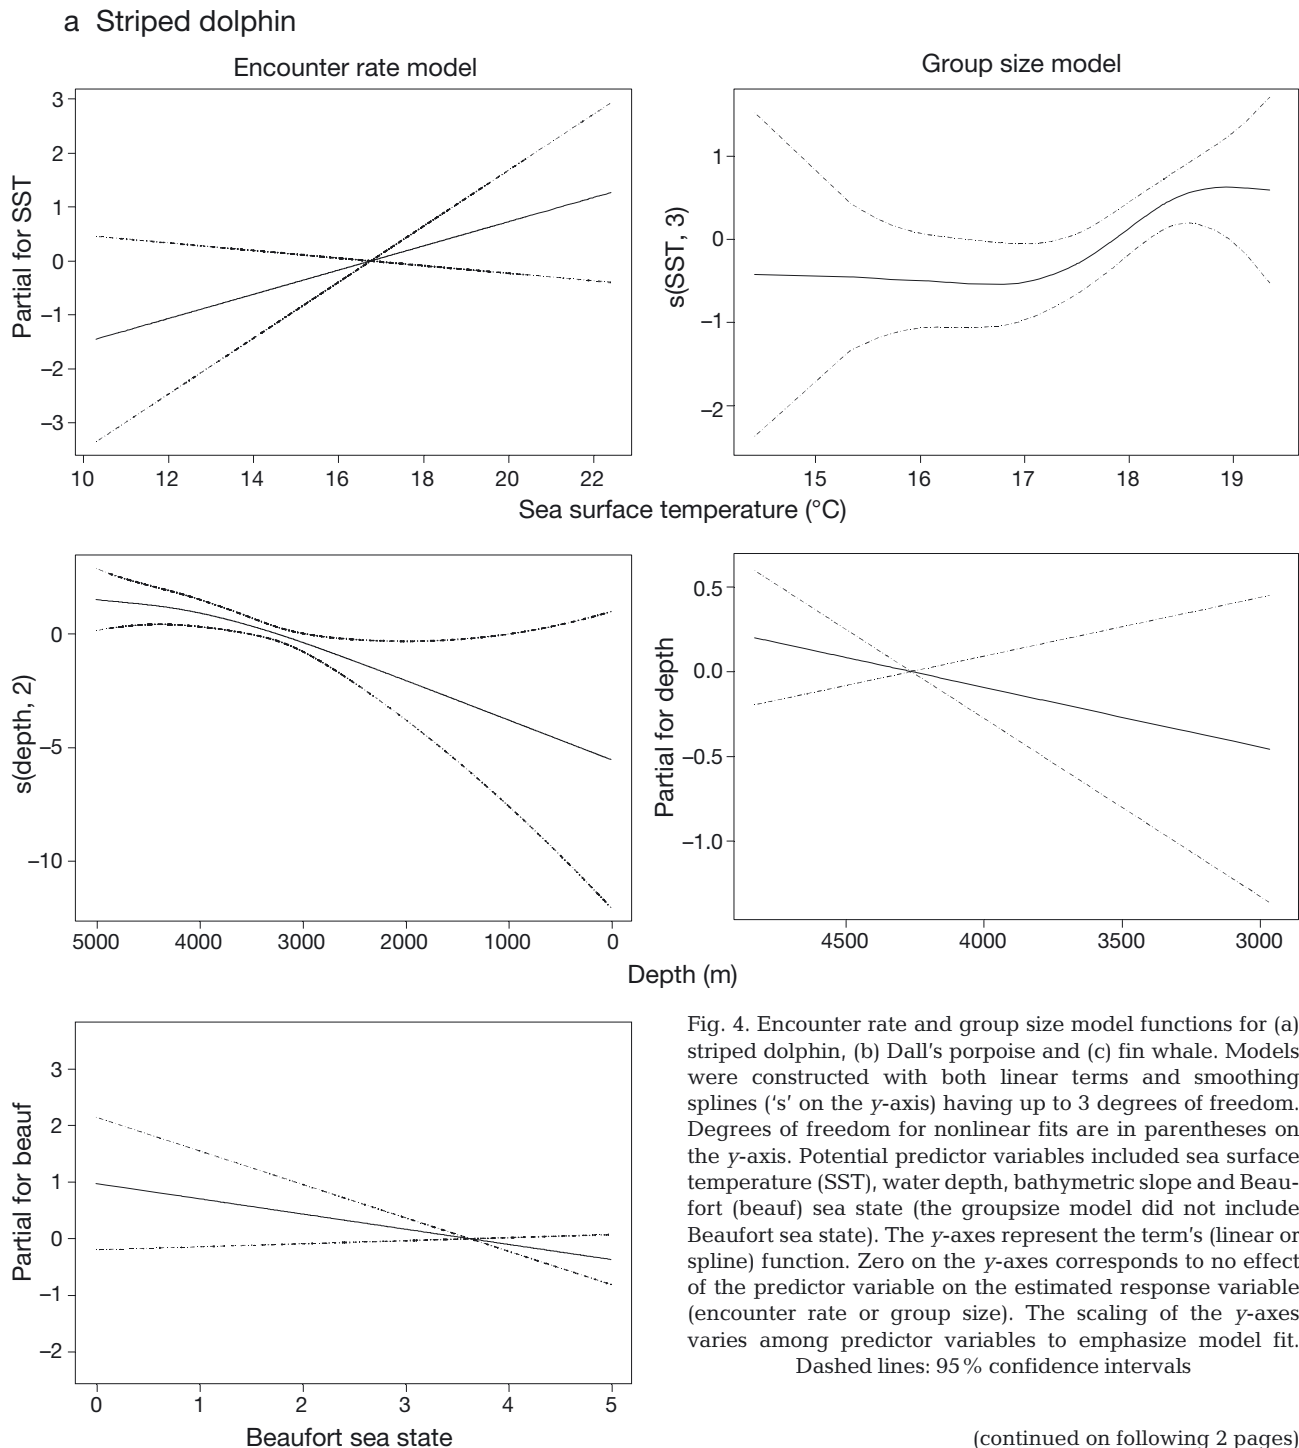 a Striped dolphin
Encounter rate model
Group size model
3
2
1
0
–1
–2
–3
Partial for SST
10 12 14 16 18 20 22
1
0
–1
–2
s(SST, 3)
15 16 17 18 19
Sea surface temperature (°C)
0
–5
–10
s(depth, 2)
5000 4000 3000 2000 1000 0
0.5
0.0
–0.5
–1.0
Partial for depth
4500 4000 3500 3000
Depth (m)
3
2
1
0
–1
–2
Partial for beauf
0 1 2 3 4 5
Beaufort sea state
Fig. 4. Encounter rate and group size model functions for (a)
striped dolphin, (b) Dall's porpoise and (c) fin whale. Models
were constructed with both linear terms and smoothing
splines ('s' on the y-axis) having up to 3 degrees of freedom.
Degrees of freedom for nonlinear fits are in parentheses on
the y-axis. Potential predictor variables included sea surface
temperature (SST), water depth, bathymetric slope and Beau-
fort (beauf) sea state (the groupsize model did not include
Beaufort sea state). The y-axes represent the term's (linear or
spline) function. Zero on the y-axes corresponds to no effect
of the predictor variable on the estimated response variable
(encounter rate or group size). The scaling of the y-axes
varies among predictor variables to emphasize model fit.
Dashed lines: 95% confidence intervals
(continued on following 2 pages)